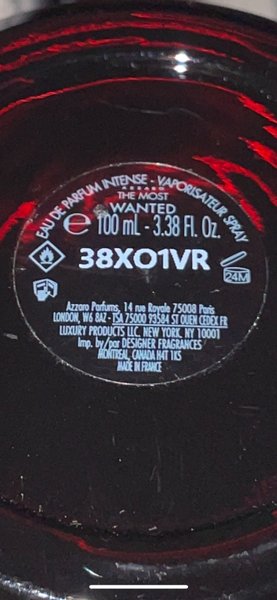 EAU DE PARFUM INTENSE - VAPORISATEUR SPRAY
AZZARO
THE MOST
WANTED
e 100 mL - 3.38 Fl. Oz.
38XO1VR
24M
Azzaro Parfums, 14 rue Royale 75008 Paris
LONDON, W6 8AZ - TSA 75000 93584 ST OUEN CEDEX FR
LUXURY PRODUCTS LLC, NEW YORK, NY, 10001
Imp. by/par DESIGNER FRAGRANCES
MONTREAL, CANADA H4T 1K5
MADE IN FRANCE